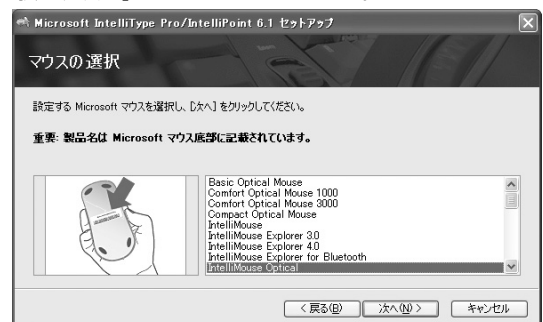 Microsoft IntelliType Pro/IntelliPoint 6.1 セットアップ
マウスの選択
設定する Microsoft マウスを選択し、[次へ] をクリックしてください。
重要: 製品名は Microsoft マウス底部に記載されています。
Basic Optical Mouse
Comfort Optical Mouse 1000
Comfort Optical Mouse 3000
Compact Optical Mouse
IntelliMouse
IntelliMouse Explorer 3.0
IntelliMouse Explorer 4.0
IntelliMouse Explorer for Bluetooth
IntelliMouse Optical
< 戻る(B) 次へ(N) > キャンセル